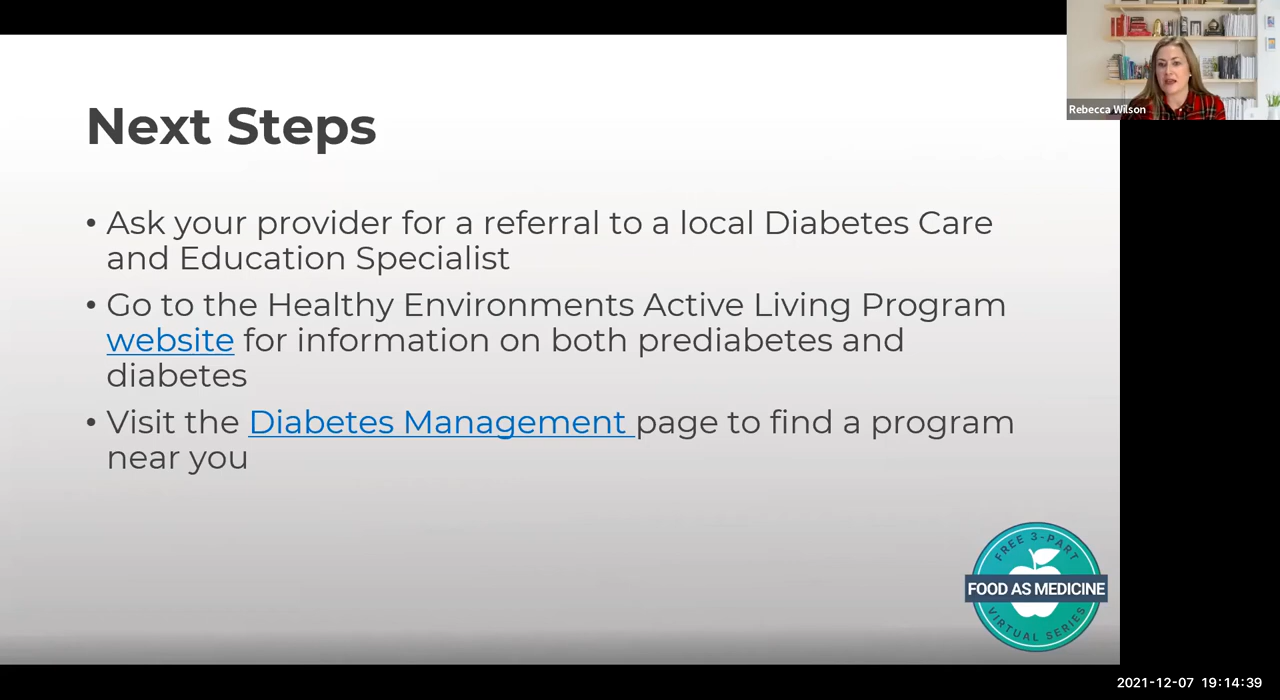 Rebecca Wilson
Next Steps
• Ask your provider for a referral to a local Diabetes Care
and Education Specialist
• Go to the Healthy Environments Active Living Program
website for information on both prediabetes and
diabetes
• Visit the Diabetes Management page to find a program
near you
FREE 3-PART
FOOD AS MEDICINE
VIRTUAL SERIES
2021-12-07 19:14:39